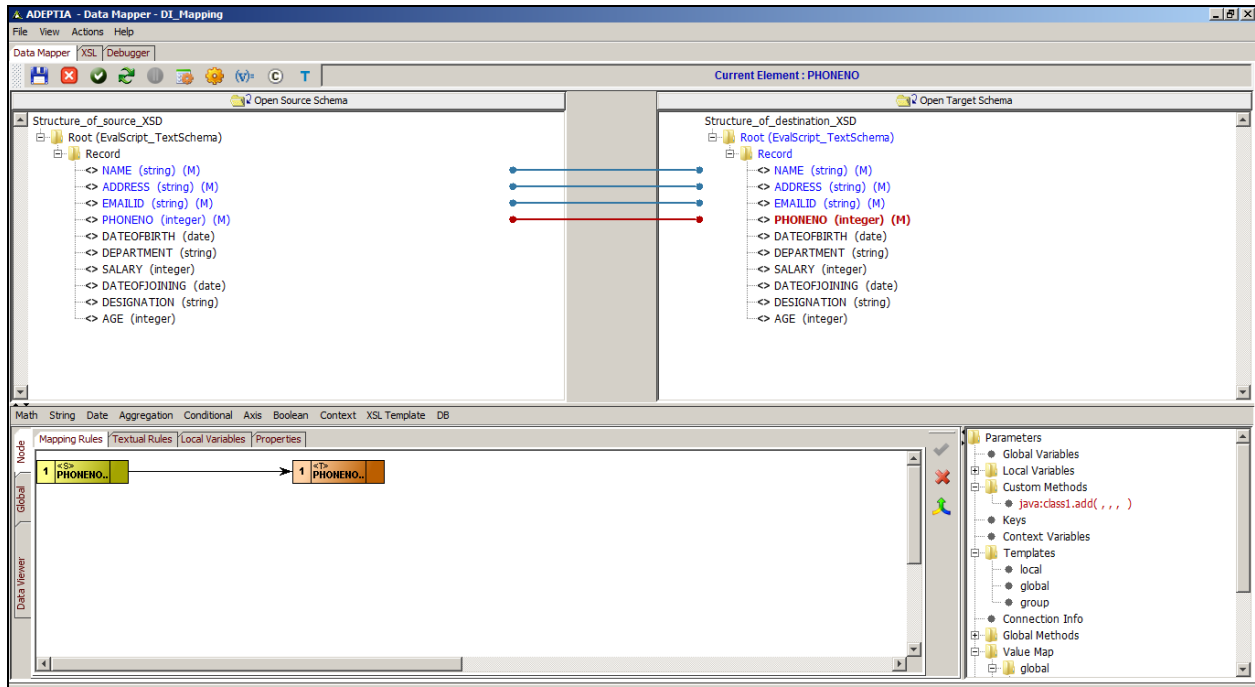 ADEPTIA - Data Mapper - DI_Mapping
File View Actions Help
Data Mapper XSL Debugger
(v)= C T Current Element : PHONENO
Open Source Schema Open Target Schema
Structure_of_source_XSD
Root (EvalScript_TextSchema)
Record
<> NAME (string) (M)
<> ADDRESS (string) (M)
<> EMAILID (string) (M)
<> PHONENO (integer) (M)
<> DATEOFBIRTH (date)
<> DEPARTMENT (string)
<> SALARY (integer)
<> DATEOFJOINING (date)
<> DESIGNATION (string)
<> AGE (integer)
Structure_of_destination_XSD
Root (EvalScript_TextSchema)
Record
<> NAME (string) (M)
<> ADDRESS (string) (M)
<> EMAILID (string) (M)
<> PHONENO (integer) (M)
<> DATEOFBIRTH (date)
<> DEPARTMENT (string)
<> SALARY (integer)
<> DATEOFJOINING (date)
<> DESIGNATION (string)
<> AGE (integer)
Math String Date Aggregation Conditional Axis Boolean Context XSL Template DB
Node
Global
Data Viewer
Mapping Rules Textual Rules Local Variables Properties
1 <S> PHONENO.. 1 <T> PHONENO..
Parameters
Global Variables
Local Variables
Custom Methods
java:class1.add( , , , )
Keys
Context Variables
Templates
local
global
group
Connection Info
Global Methods
Value Map
global